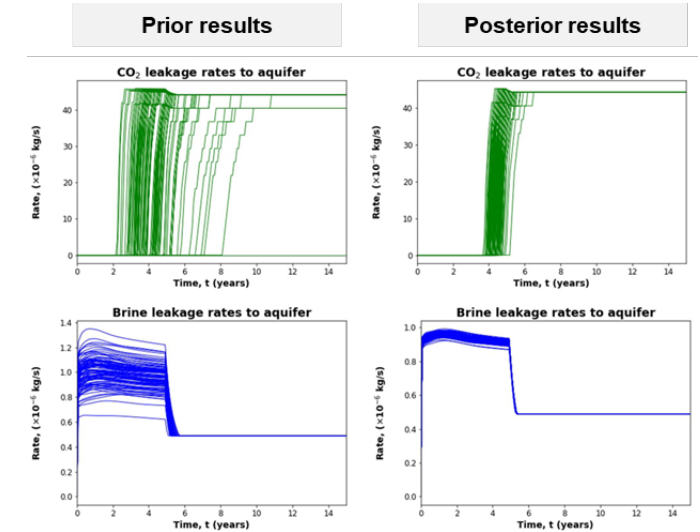 Prior results
Posterior results
CO₂ leakage rates to aquifer
Rate, (×10⁻⁶ kg/s)
40
30
20
10
0
0 2 4 6 8 10 12 14
Time, t (years)
CO₂ leakage rates to aquifer
Rate, (×10⁻⁶ kg/s)
40
30
20
10
0
0 2 4 6 8 10 12 14
Time, t (years)
Brine leakage rates to aquifer
Rate, (×10⁻⁶ kg/s)
1.4
1.2
1.0
0.8
0.6
0.4
0.2
0.0
0 2 4 6 8 10 12 14
Time, t (years)
Brine leakage rates to aquifer
Rate, (×10⁻⁶ kg/s)
1.0
0.8
0.6
0.4
0.2
0.0
0 2 4 6 8 10 12 14
Time, t (years)